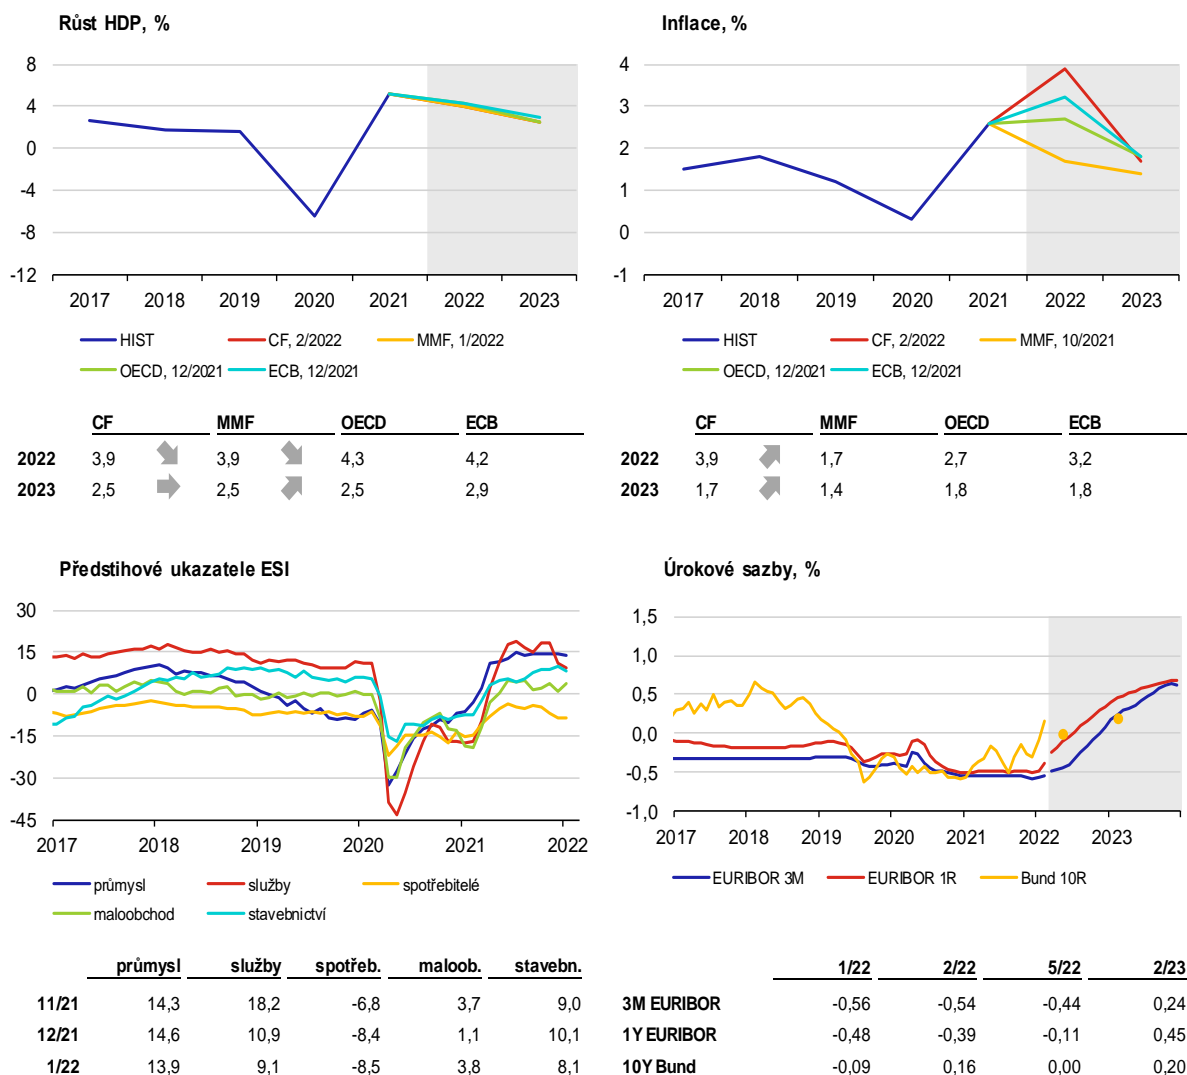 Růst HDP, %
8
4
0
-4
-8
-12
2017 2018 2019 2020 2021 2022 2023
HIST CF, 2/2022 MMF, 1/2022
OECD, 12/2021 ECB, 12/2021
CF MMF OECD ECB
2022 3,9 3,9 4,3 4,2
2023 2,5 2,5 2,5 2,9
Inflace, %
4
3
2
1
0
-1
2017 2018 2019 2020 2021 2022 2023
HIST CF, 2/2022 MMF, 10/2021
OECD, 12/2021 ECB, 12/2021
CF MMF OECD ECB
2022 3,9 1,7 2,7 3,2
2023 1,7 1,4 1,8 1,8
Předstihové ukazatele ESI
30
15
0
-15
-30
-45
2017 2018 2019 2020 2021 2022
průmysl služby spotřebitelé
maloobchod stavebnictví
průmysl služby spotřeb. maloob. stavebn.
11/21 14,3 18,2 -6,8 3,7 9,0
12/21 14,6 10,9 -8,4 1,1 10,1
1/22 13,9 9,1 -8,5 3,8 8,1
Úrokové sazby, %
1,5
1,0
0,5
0,0
-0,5
-1,0
2017 2018 2019 2020 2021 2022 2023
EURIBOR 3M EURIBOR 1R Bund 10R
1/22 2/22 5/22 2/23
3M EURIBOR -0,56 -0,54 -0,44 0,24
1Y EURIBOR -0,48 -0,39 -0,11 0,45
10Y Bund -0,09 0,16 0,00 0,20